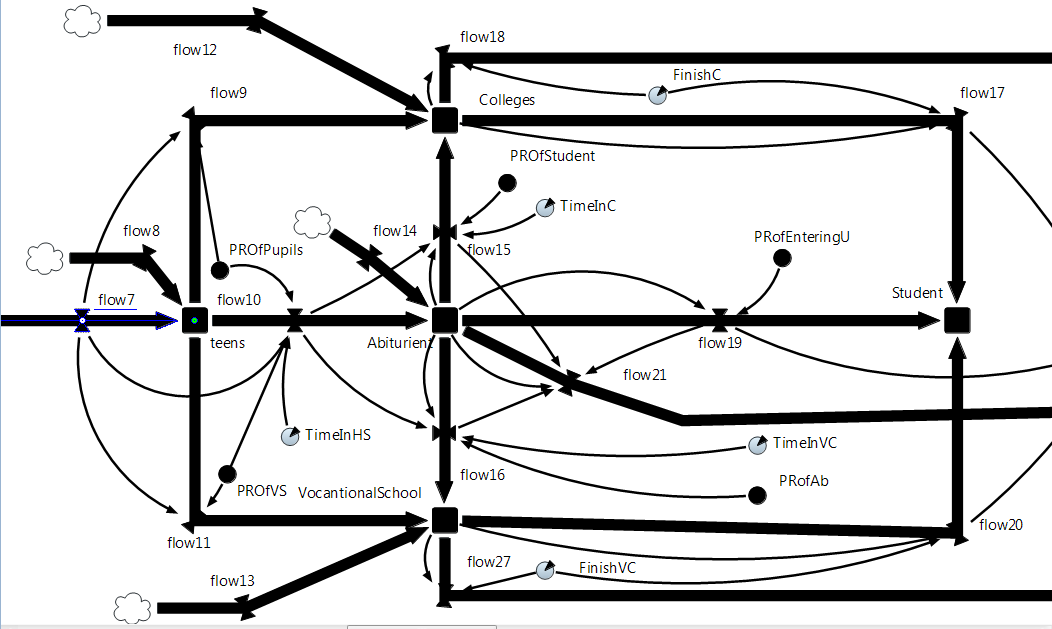 flow18
flow12
FinishC
flow9
flow17
Colleges
PROfStudent
TimeInC
flow8
flow14
PROfPupils
flow15
PRofEnteringU
flow7
flow10
Student
teens
Abiturient
flow19
flow21
TimeInHS
TimeInVC
PROfVS
VocantionalSchool
flow16
PRofAb
flow11
flow20
flow13
flow27
FinishVC